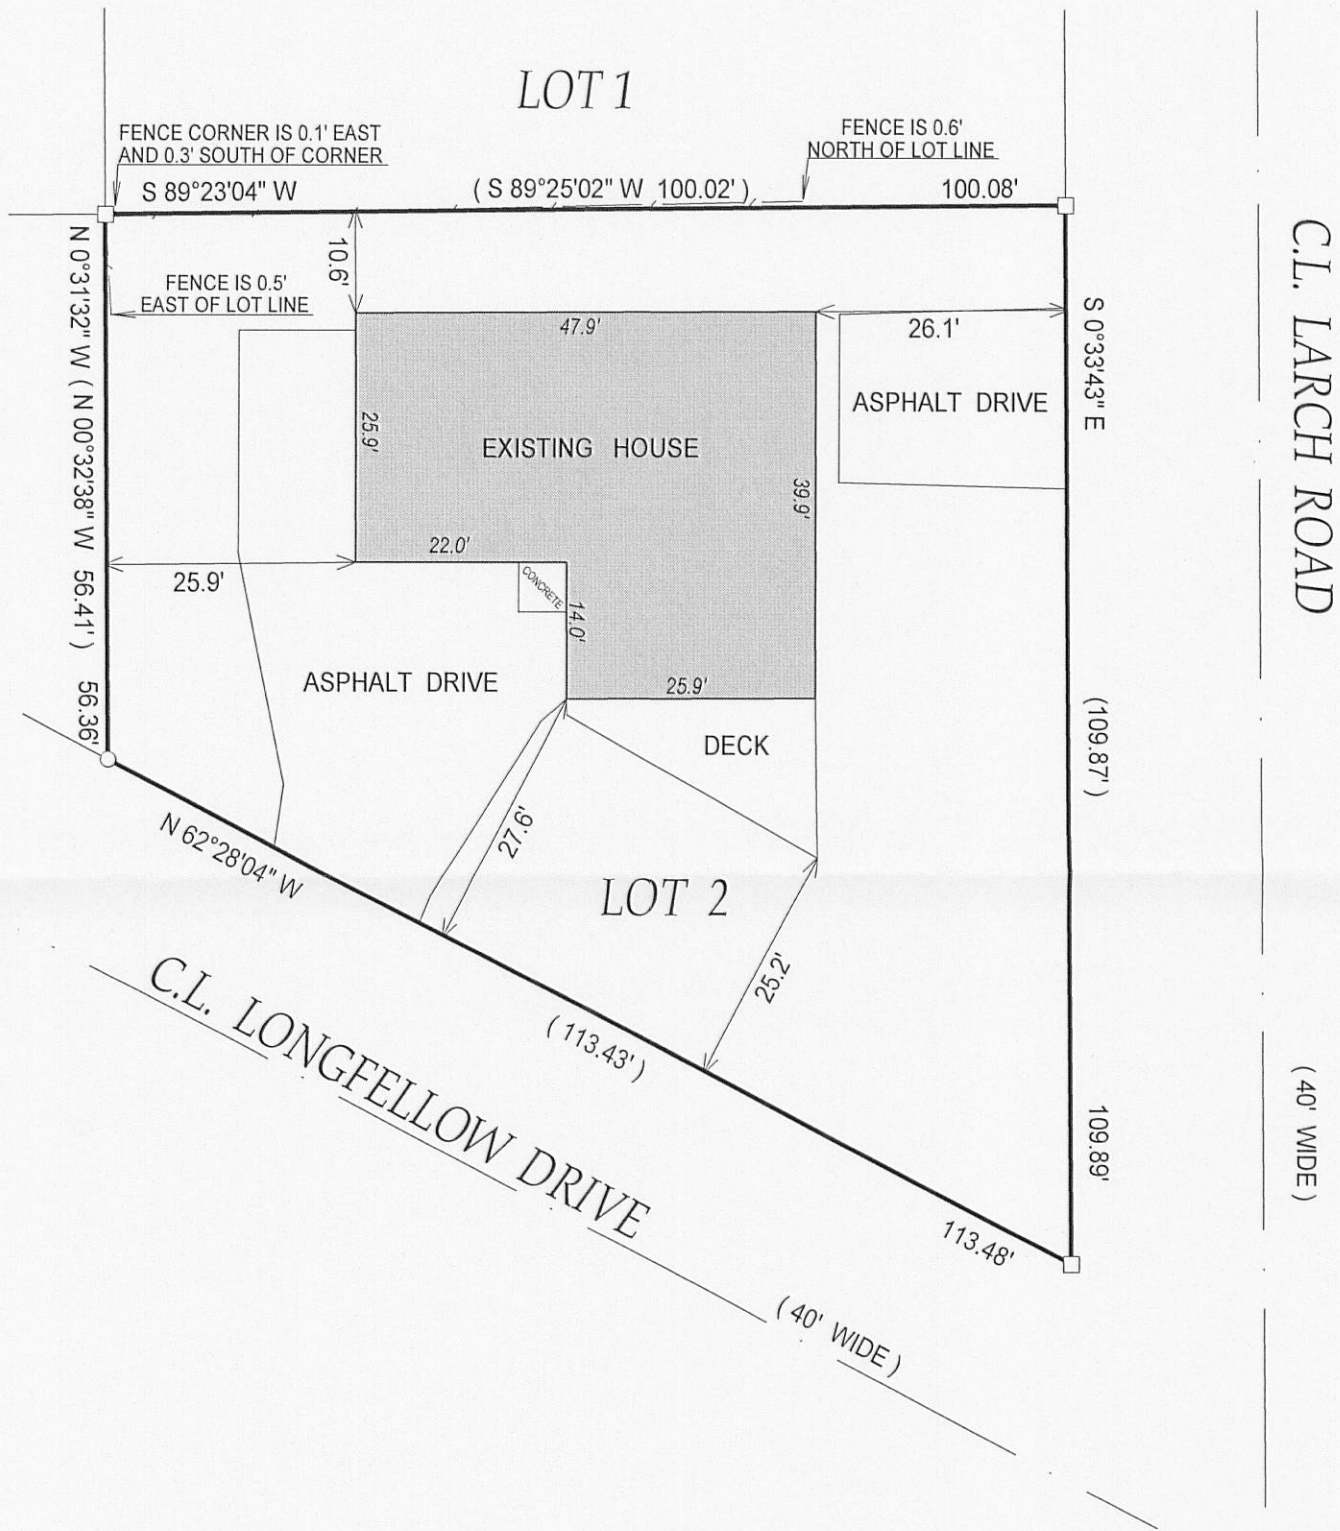 LOT 1
FENCE CORNER IS 0.1' EAST
AND 0.3' SOUTH OF CORNER
FENCE IS 0.6'
NORTH OF LOT LINE
S 89°23'04" W
( S 89°25'02" W 100.02' )
100.08'
N 0°31'32" W ( N 00°32'38" W 56.41' ) 56.36'
10.6'
FENCE IS 0.5'
EAST OF LOT LINE
47.9'
26.1'
S 0°33'43" E
C.L. LARCH ROAD
ASPHALT DRIVE
25.9'
EXISTING HOUSE
39.9'
22.0'
25.9'
CONCRETE
14.0'
ASPHALT DRIVE
25.9'
DECK
(109.87' )
27.6'
N 62°28'04" W
LOT 2
25.2'
C.L. LONGFELLOW DRIVE
( 113.43' )
109.89'
( 40' WIDE )
113.48'
( 40' WIDE )